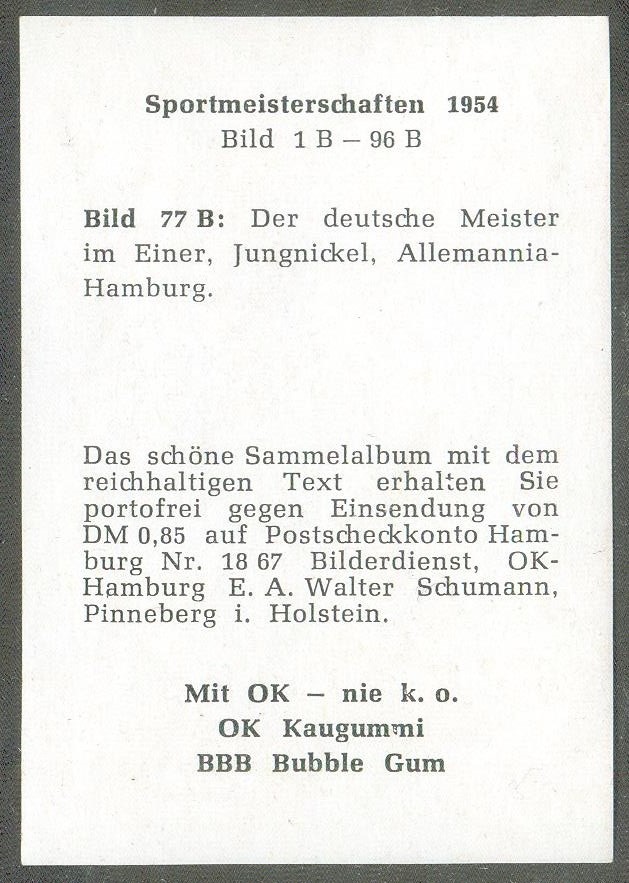 Sportmeisterschaften 1954
Bild 1 B — 96 B
Bild 77 B: Der deutsche Meister
im Einer, Jungnickel, Allemannia-
Hamburg.
Das schöne Sammelalbum mit dem
reichhaltigen Text erhalten Sie
portofrei gegen Einsendung von
DM 0,85 auf Postscheckkonto Ham-
burg Nr. 18 67 Bilderdienst, OK-
Hamburg E. A. Walter Schumann,
Pinneberg i. Holstein.
Mit OK – nie k. o.
OK Kaugummi
BBB Bubble Gum